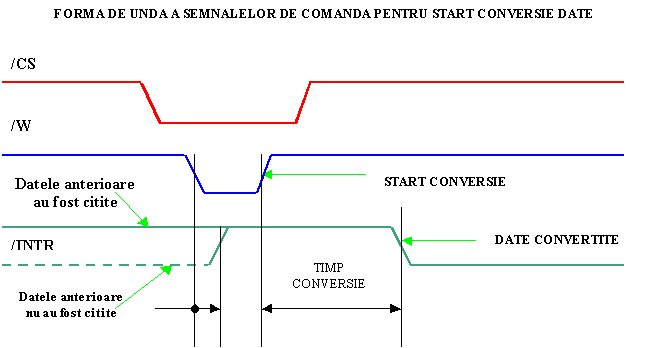 FORMA DE UNDA A SEMNALELOR DE COMANDA PENTRU START CONVERSIE DATE
/CS
/W
START CONVERSIE
Datele anterioare
au fost citite
/INTR
DATE CONVERTITE
TIMP
CONVERSIE
Datele anterioare
nu au fost citite